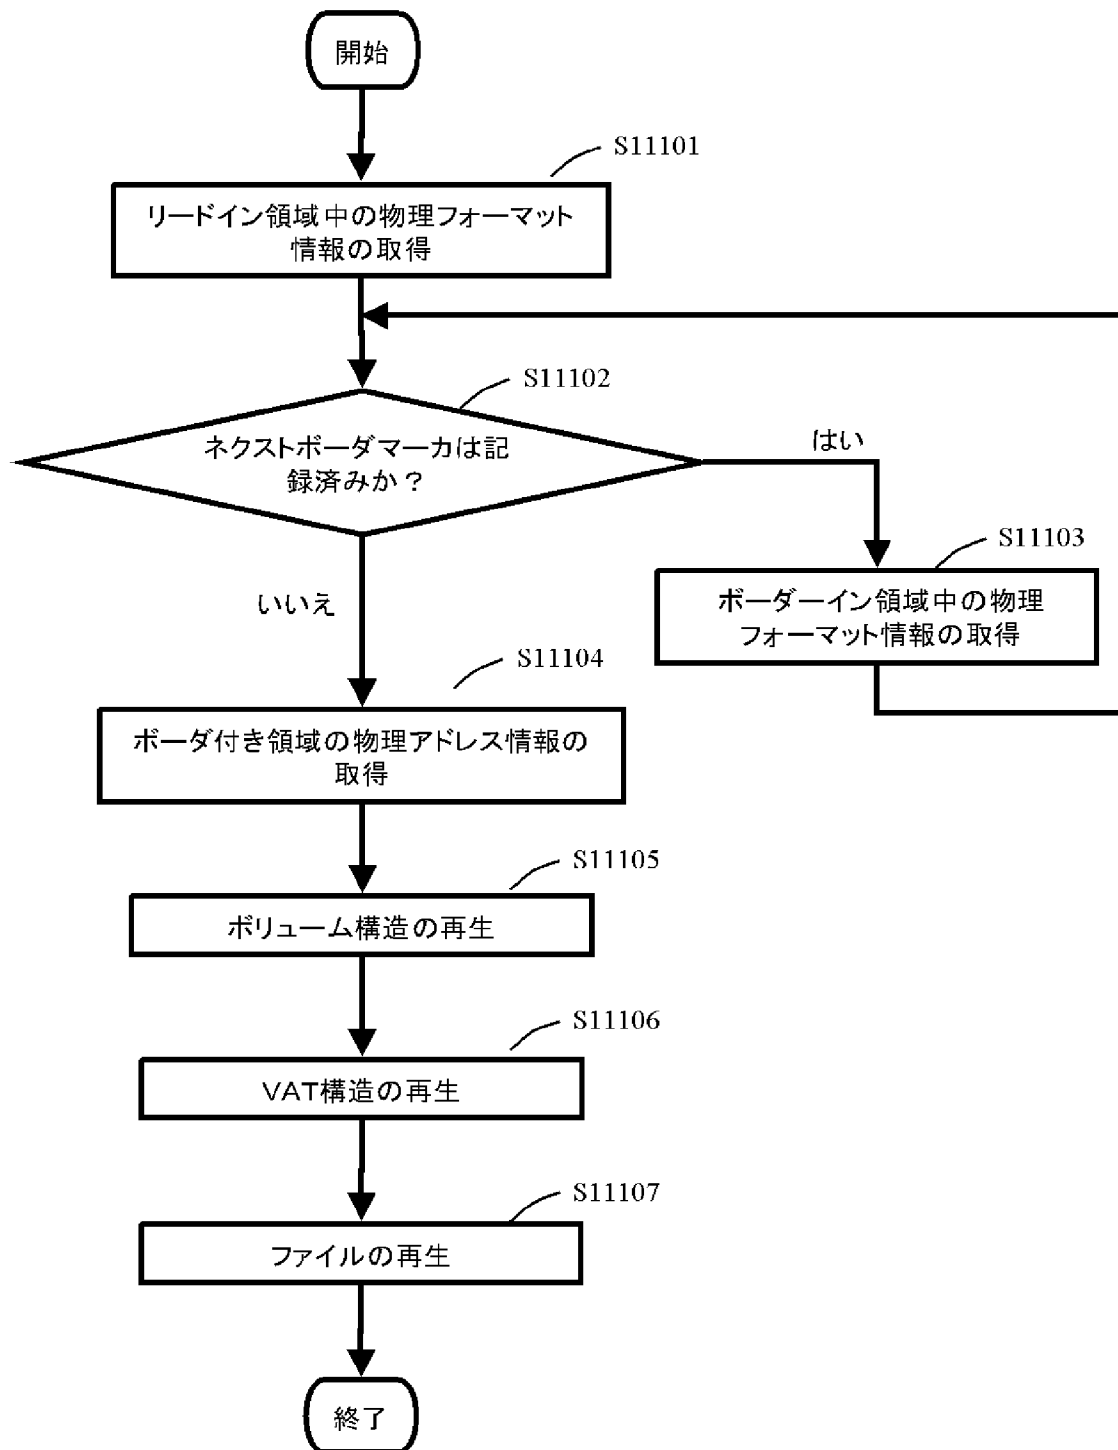 開始
S11101
リードイン領域中の物理フォーマット
情報の取得
S11102
ネクストボーダマーカは記
録済みか？
はい
S11103
ボーダーイン領域中の物理
フォーマット情報の取得
いいえ
S11104
ボーダ付き領域の物理アドレス情報の
取得
S11105
ボリューム構造の再生
S11106
VAT構造の再生
S11107
ファイルの再生
終了